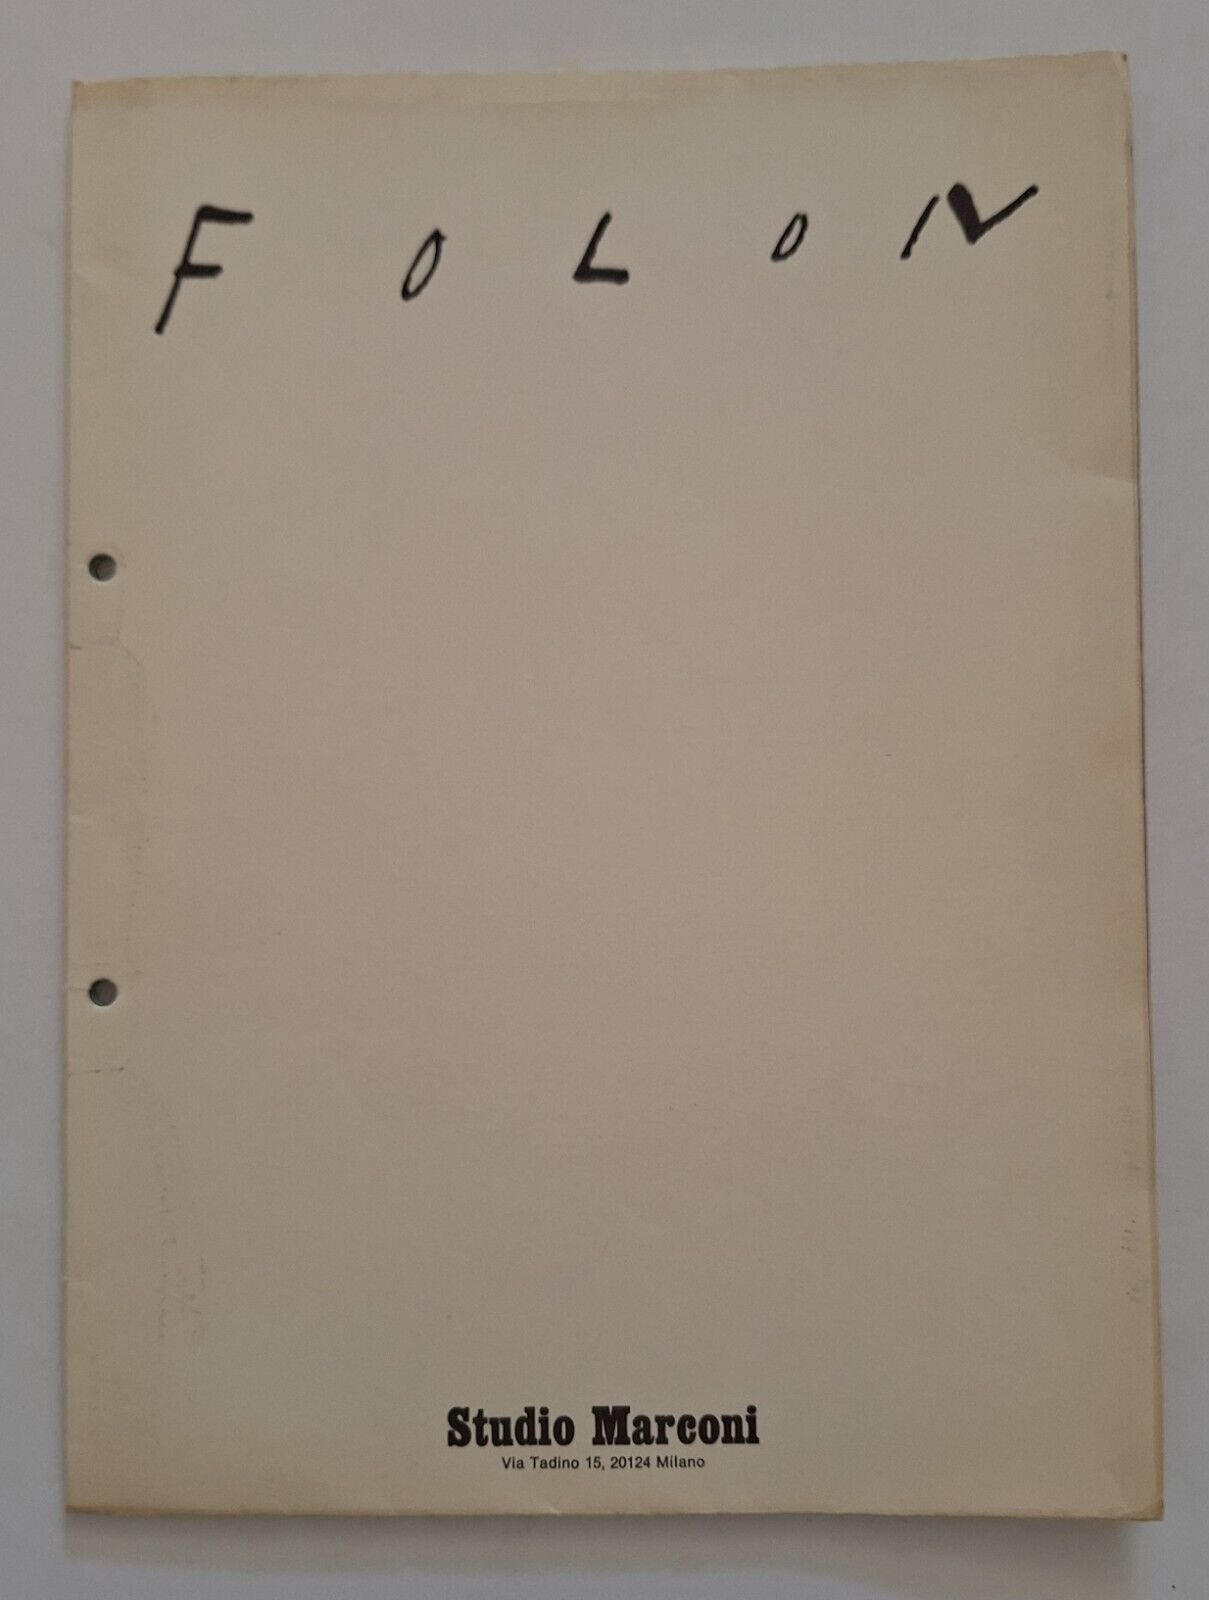 FOLON
Studio Marconi
Via Tadino 15, 20124 Milano